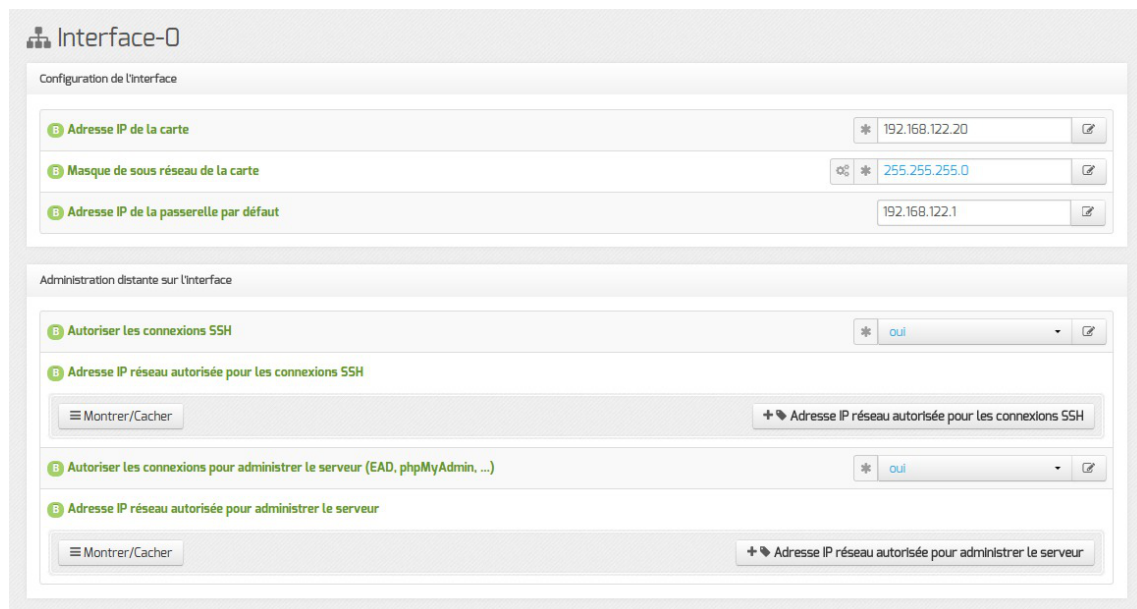 Interface-0
Configuration de l'interface
B Adresse IP de la carte
* 192.168.122.20
B Masque de sous réseau de la carte
* 255.255.255.0
B Adresse IP de la passerelle par défaut
192.168.122.1
Administration distante sur l'interface
B Autoriser les connexions SSH
* oui
B Adresse IP réseau autorisée pour les connexions SSH
Montrer/Cacher
+ Adresse IP réseau autorisée pour les connexions SSH
B Autoriser les connexions pour administrer le serveur (EAD, phpMyAdmin, ...)
* oui
B Adresse IP réseau autorisée pour administrer le serveur
Montrer/Cacher
+ Adresse IP réseau autorisée pour administrer le serveur